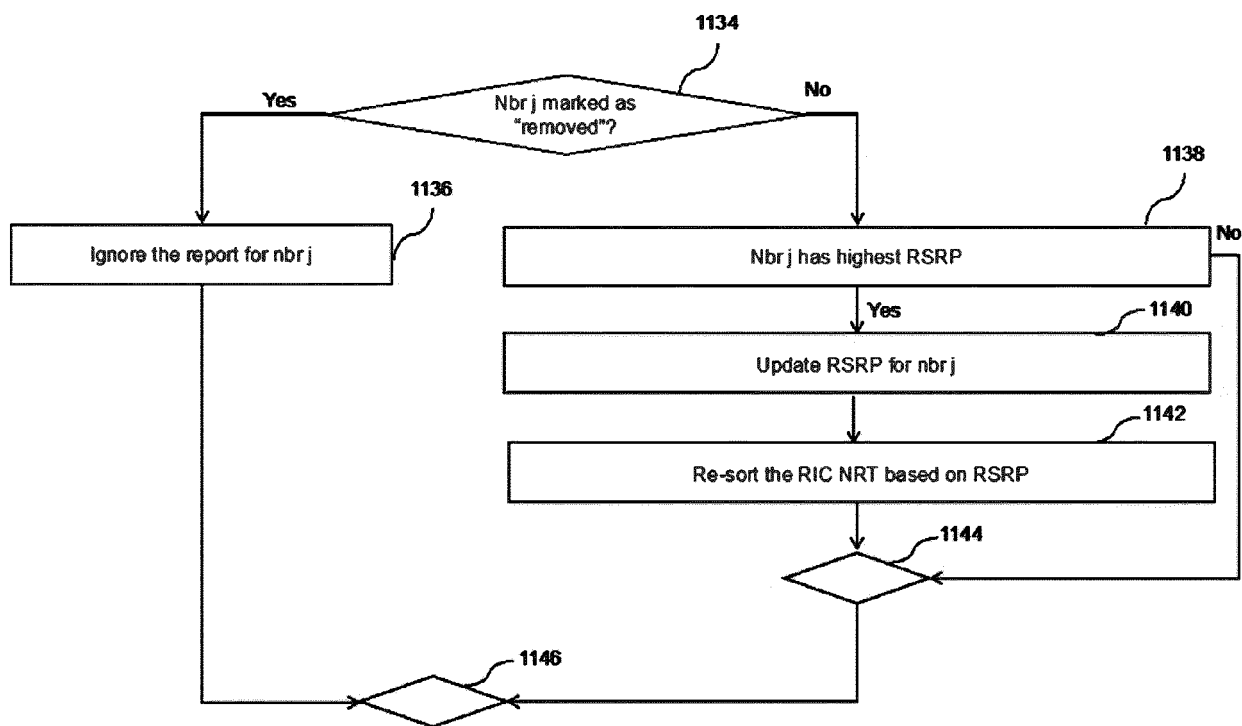 1134
Yes
No
Nbr j marked as
"removed"?
1138
1136
No
Ignore the report for nbr j
Nbr j has highest RSRP
Yes
1140
Update RSRP for nbr j
1142
Re-sort the RIC NRT based on RSRP
1144
1146